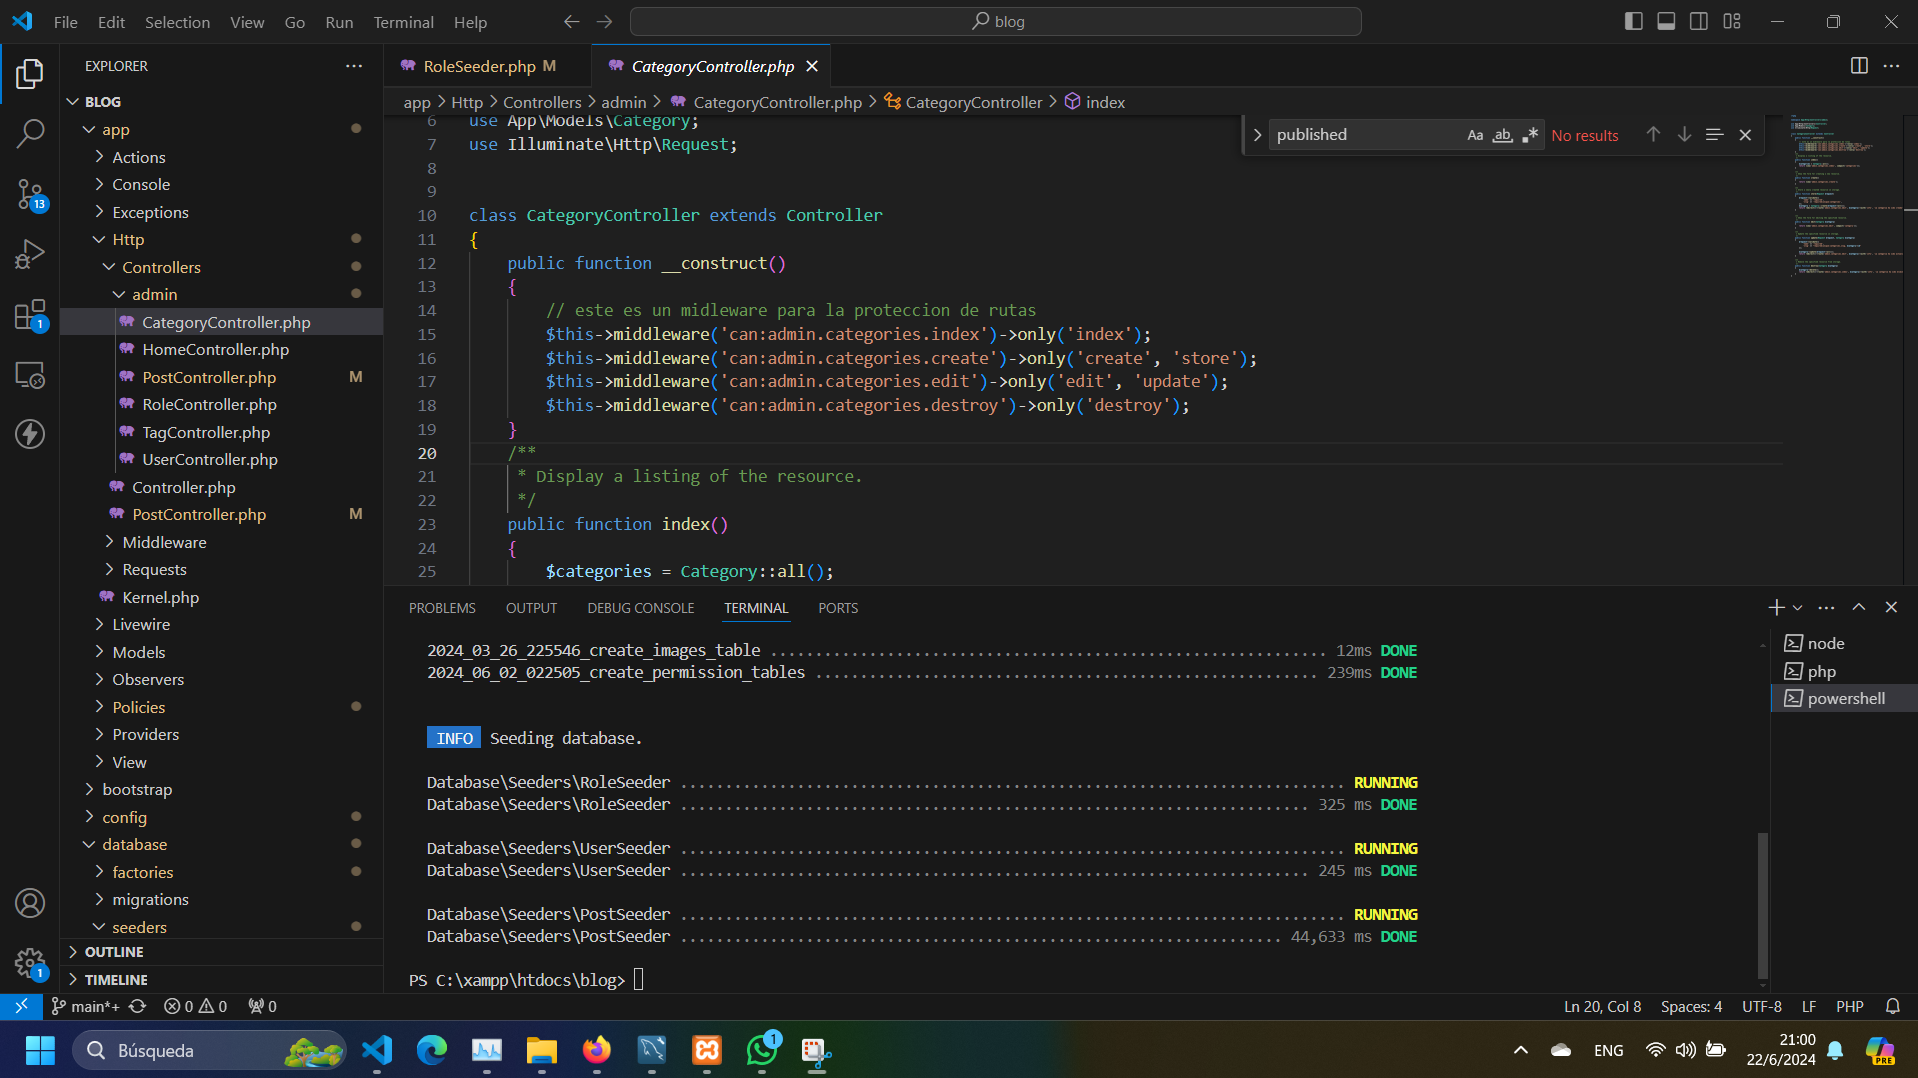 File Edit Selection View Go Run Terminal Help
blog
EXPLORER
BLOG
app
Actions
Console
Exceptions
Http
Controllers
admin
CategoryController.php
HomeController.php
PostController.php M
RoleController.php
TagController.php
UserController.php
Controller.php
PostController.php M
Middleware
Requests
Kernel.php
Livewire
Models
Observers
Policies
Providers
View
bootstrap
config
database
factories
migrations
seeders
OUTLINE
TIMELINE
13
1
1
RoleSeeder.php M
CategoryController.php
app > Http > Controllers > admin > CategoryController.php > CategoryController > index
published Aa ab No results
6 use App\Models\Category;
7 use Illuminate\Http\Request;
8
9
10 class CategoryController extends Controller
11 {
12 public function __construct()
13 {
14 // este es un midleware para la proteccion de rutas
15 $this->middleware('can:admin.categories.index')->only('index');
16 $this->middleware('can:admin.categories.create')->only('create', 'store');
17 $this->middleware('can:admin.categories.edit')->only('edit', 'update');
18 $this->middleware('can:admin.categories.destroy')->only('destroy');
19 }
20 /**
21 * Display a listing of the resource.
22 */
23 public function index()
24 {
25 $categories = Category::all();
PROBLEMS OUTPUT DEBUG CONSOLE TERMINAL PORTS
2024_03_26_225546_create_images_table ........ 12ms DONE
2024_06_02_022505_create_permission_tables ........ 239ms DONE
INFO Seeding database.
Database\Seeders\RoleSeeder ........ RUNNING
Database\Seeders\RoleSeeder ........ 325 ms DONE
Database\Seeders\UserSeeder ........ RUNNING
Database\Seeders\UserSeeder ........ 245 ms DONE
Database\Seeders\PostSeeder ........ RUNNING
Database\Seeders\PostSeeder ........ 44,633 ms DONE
PS C:\xampp\htdocs\blog>
node
php
powershell
main*+ 0 0 0
Ln 20, Col 8 Spaces: 4 UTF-8 LF PHP
Búsqueda
1
ENG
21:00
22/6/2024
PRE